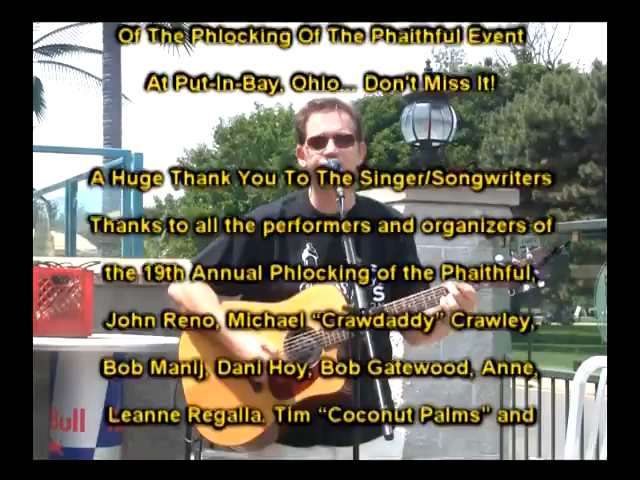 Of The Phlocking Of The Phaithful Event
At Put-In-Bay, Ohio... Don't Miss It!
A Huge Thank You To The Singer/Songwriters
Thanks to all the performers and organizers of
the 19th Annual Phlocking of the Phaithful,
John Reno, Michael “Crawdaddy” Crawley,
Bob Manij, Dani Hoy, Bob Gatewood, Anne,
Leanne Regalla, Tim “Coconut Palms” and
Bull